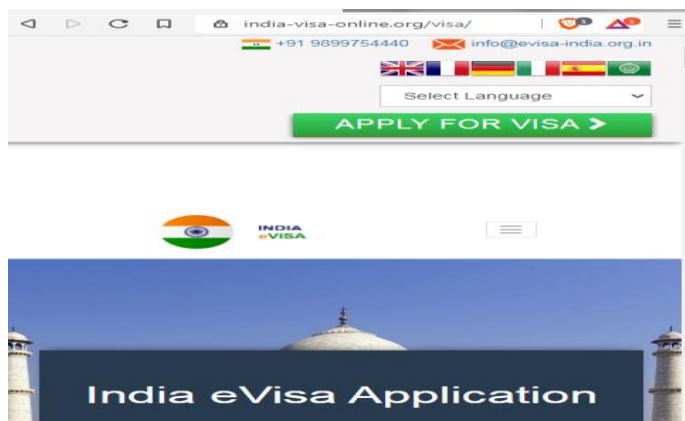 india-visa-online.org/visa/
+91 9899754440 info@evisa-india.org.in
Select Language
APPLY FOR VISA >
INDIA
eVISA
India eVisa Application